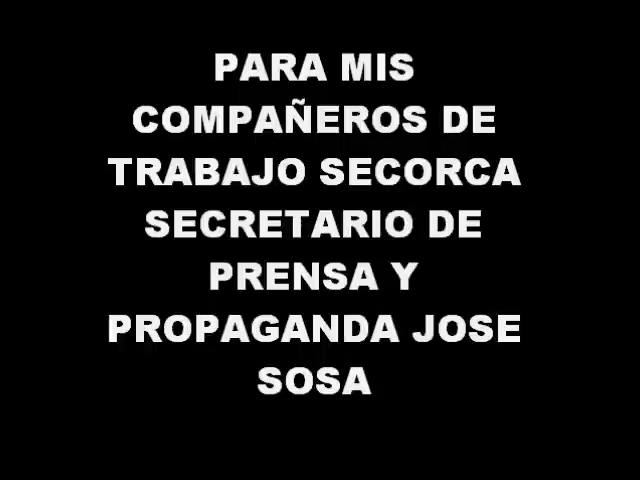 PARA MIS
COMPAÑEROS DE
TRABAJO SECORCA
SECRETARIO DE
PRENSA Y
PROPAGANDA JOSE
SOSA